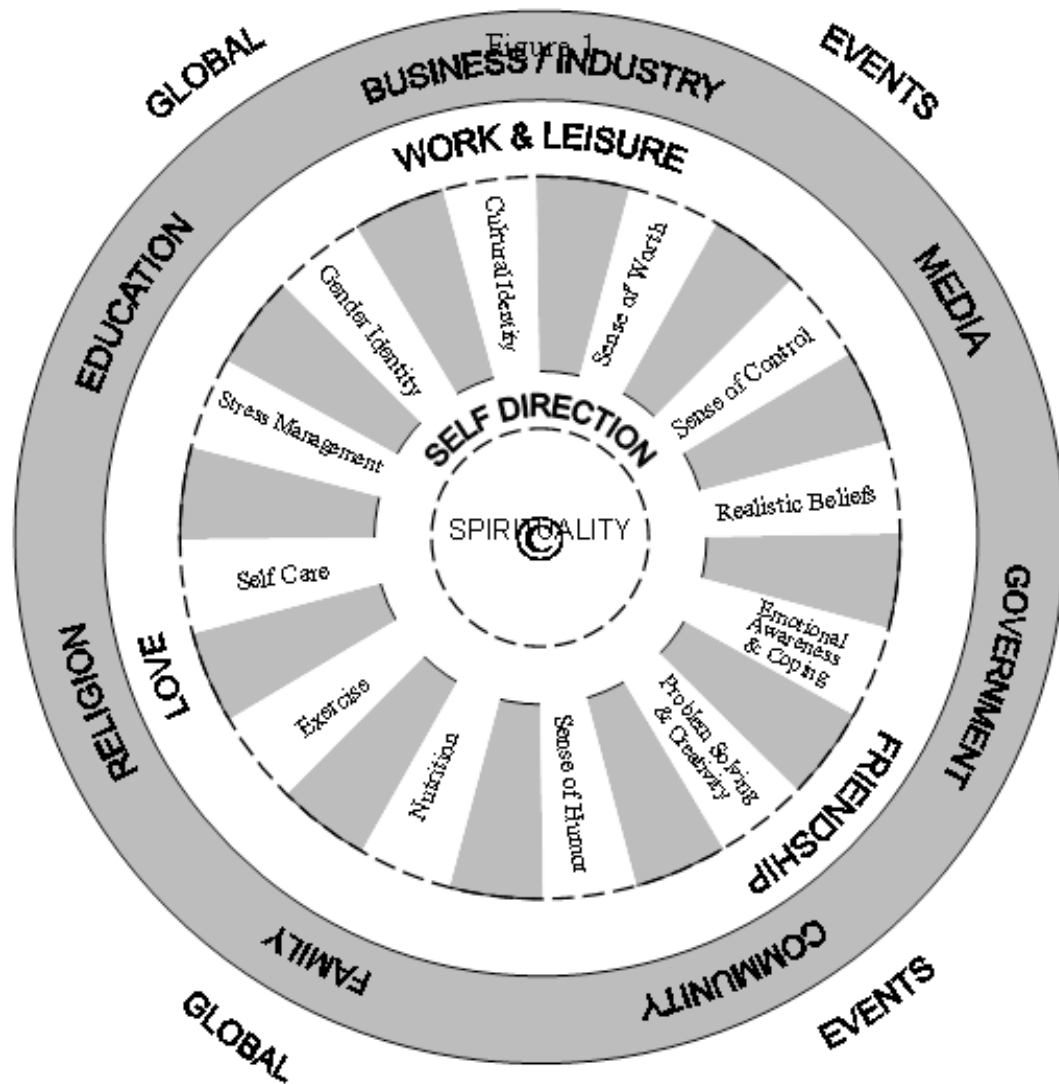 Figure 1
GLOBAL
EVENTS
BUSINESS / INDUSTRY
MEDIA
GOVERNMENT
COMMUNITY
FAMILY
RELIGION
EDUCATION
WORK & LEISURE
FRIENDSHIP
LOVE
Cultural Identity
Sense of Worth
Sense of Control
Realistic Beliefs
Emotional
Awareness
& Coping
Problem Solving
& Creativity
Sense of Humor
Nutrition
Exercise
Self Care
Stress Management
Gender Identity
SELF DIRECTION
SPIRITUALITY
©
GLOBAL
EVENTS